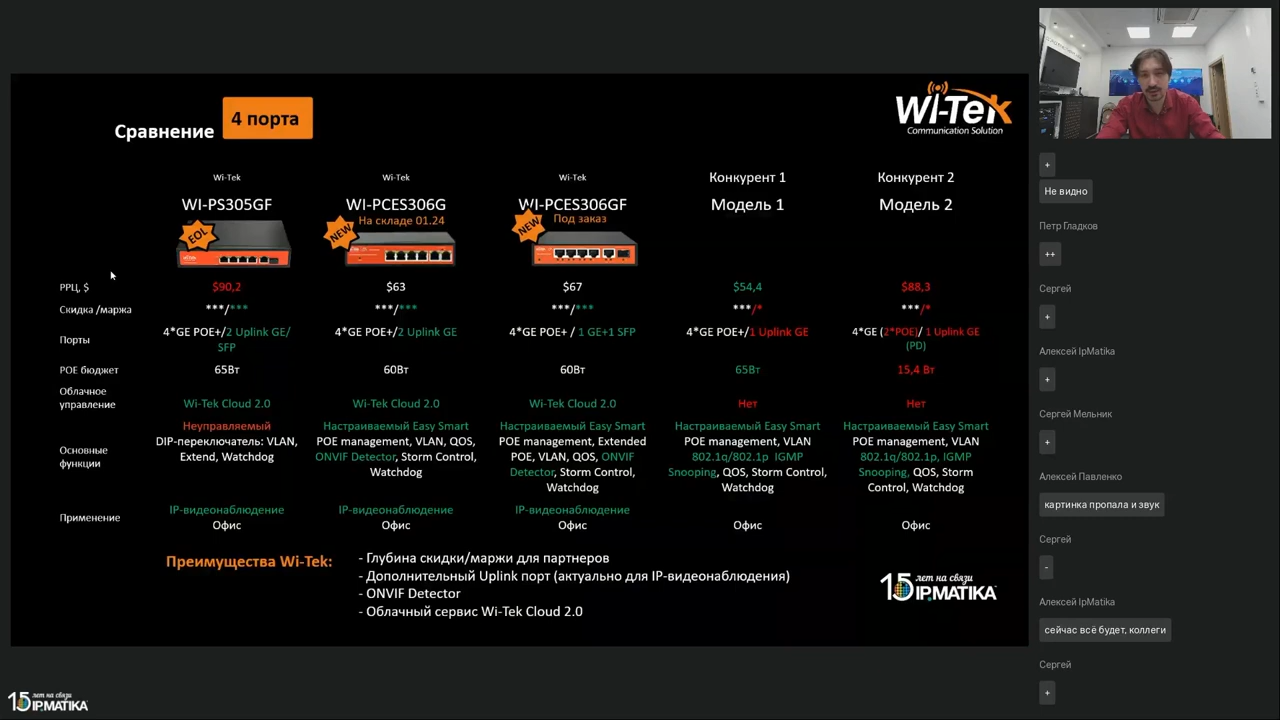 Сравнение
4 порта
Wi-Tek
Communication Solution
Wi-Tek
Wi-Tek
Wi-Tek
Конкурент 1
Конкурент 2
WI-PS305GF
WI-PCES306G
WI-PCES306GF
Модель 1
Модель 2
EOL
NEW
На складе 01.24
NEW
Под заказ
РРЦ, $
$90,2
$63
$67
$54,4
$88,3
Скидка /маржа
***/***
***/***
***/***
***/*
***/*
Порты
4*GE POE+/2 Uplink GE/
SFP
4*GE POE+/2 Uplink GE
4*GE POE+ / 1 GE+1 SFP
4*GE POE+/1 Uplink GE
4*GE (2*POE)/ 1 Uplink GE
(PD)
POE бюджет
65Вт
60Вт
60Вт
65Вт
15,4 Вт
Облачное
управление
Wi-Tek Cloud 2.0
Wi-Tek Cloud 2.0
Wi-Tek Cloud 2.0
Нет
Нет
Основные
функции
Неуправляемый
DIP-переключатель: VLAN,
Extend, Watchdog
Настраиваемый Easy Smart
POE management, VLAN, QOS,
ONVIF Detector, Storm Control,
Watchdog
Настраиваемый Easy Smart
POE management, Extended
POE, VLAN, QOS, ONVIF
Detector, Storm Control,
Watchdog
Настраиваемый Easy Smart
POE management, VLAN
802.1q/802.1p IGMP
Snooping, QOS, Storm Control,
Watchdog
Настраиваемый Easy Smart
POE management, VLAN
802.1q/802.1p, IGMP
Snooping, QOS, Storm
Control, Watchdog
Применение
IP-видеонаблюдение
Офис
IP-видеонаблюдение
Офис
IP-видеонаблюдение
Офис
Офис
Офис
Преимущества Wi-Tek:
- Глубина скидки/маржи для партнеров
- Дополнительный Uplink порт (актуально для IP-видеонаблюдения)
- ONVIF Detector
- Облачный сервис Wi-Tek Cloud 2.0
15 лет на связи
IPMATIKA
15 лет на связи
IPMATIKA
+
Не видно
Петр Гладков
++
Сергей
+
Алексей IpMatika
+
Сергей Мельник
+
Алексей Павленко
картинка пропала и звук
Сергей
-
Алексей IpMatika
сейчас всё будет, коллеги
Сергей
+